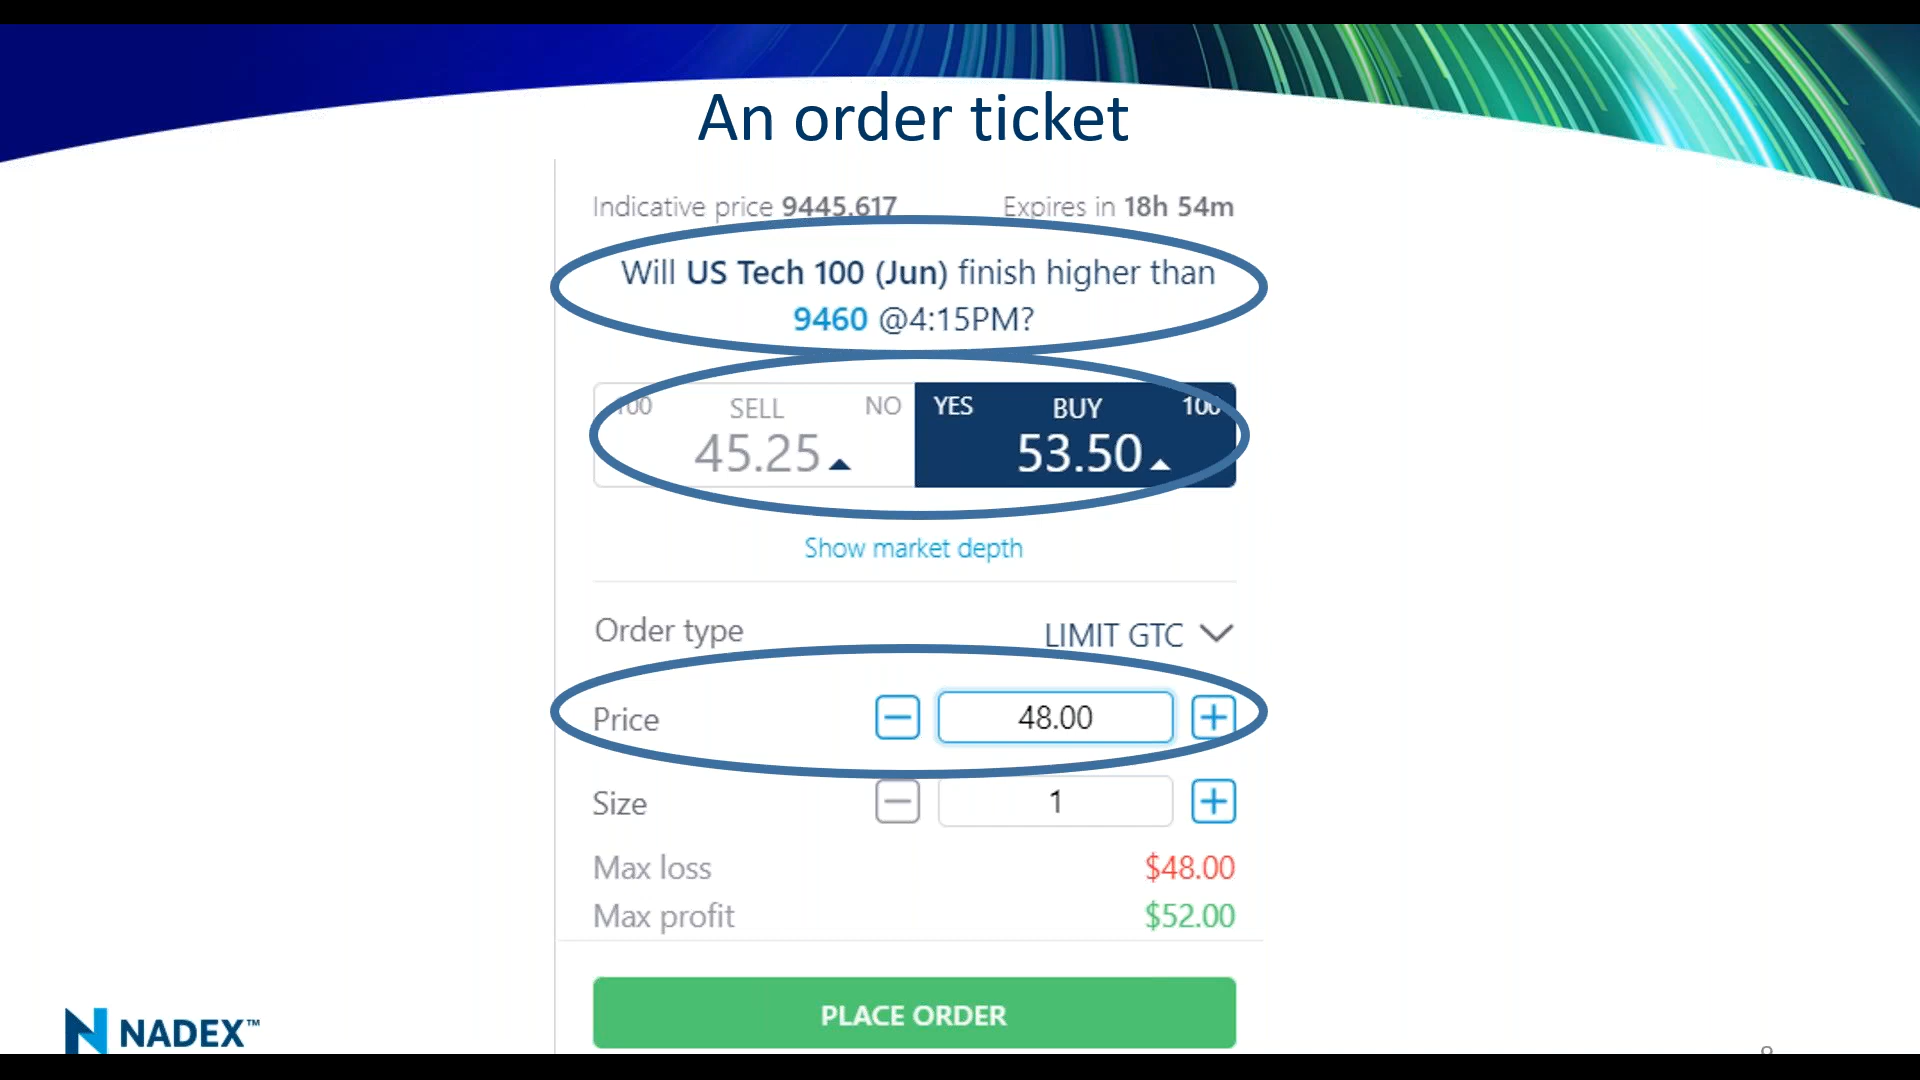 An order ticket
Indicative price 9445.617 Expires in 18h 54m
Will US Tech 100 (Jun) finish higher than
9460 @4:15PM?
100 SELL NO YES BUY 100
45.25 53.50
Show market depth
Order type LIMIT GTC
Price 48.00
Size 1
Max loss $48.00
Max profit $52.00
PLACE ORDER
NADEX™